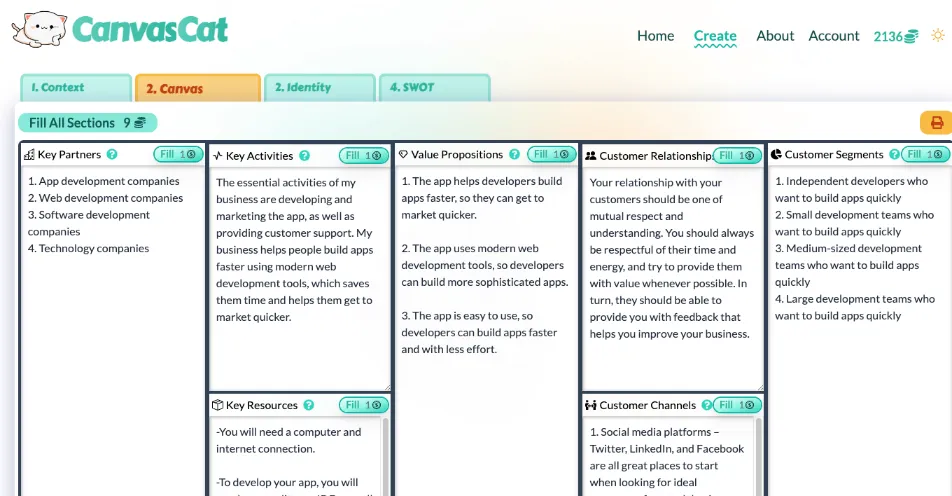 CanvasCat
Home Create About Account 2136
1. Context
2. Canvas
2. Identity
4. SWOT
Fill All Sections 9
Key Partners ? Fill 1
1. App development companies
2. Web development companies
3. Software development
companies
4. Technology companies
Key Activities ? Fill 1
The essential activities of my
business are developing and
marketing the app, as well as
providing customer support. My
business helps people build apps
faster using modern web
development tools, which saves
them time and helps them get to
market quicker.
Key Resources ? Fill 1
-You will need a computer and
internet connection.
-To develop your app, you will
Value Propositions ? Fill 1
1. The app helps developers build
apps faster, so they can get to
market quicker.
2. The app uses modern web
development tools, so developers
can build more sophisticated apps.
3. The app is easy to use, so
developers can build apps faster
and with less effort.
Customer Relationship Fill 1
Your relationship with your
customers should be one of
mutual respect and
understanding. You should always
be respectful of their time and
energy, and try to provide them
with value whenever possible. In
turn, they should be able to
provide you with feedback that
helps you improve your business.
Customer Channels ? Fill 1
1. Social media platforms –
Twitter, LinkedIn, and Facebook
are all great places to start
when looking for ideal
Customer Segments ? Fill 1
1. Independent developers who
want to build apps quickly
2. Small development teams who
want to build apps quickly
3. Medium-sized development
teams who want to build apps
quickly
4. Large development teams who
want to build apps quickly